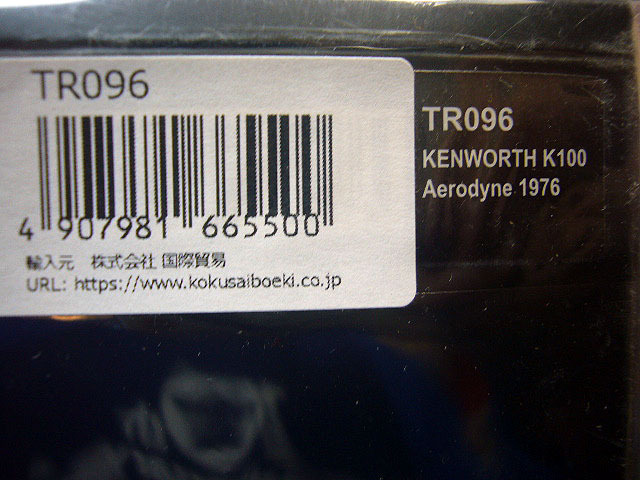 TR096
4 907981 665500
輸入元 株式会社 国際貿易
URL: https://www.kokusaiboeki.co.jp
TR096
KENWORTH K100
Aerodyne 1976